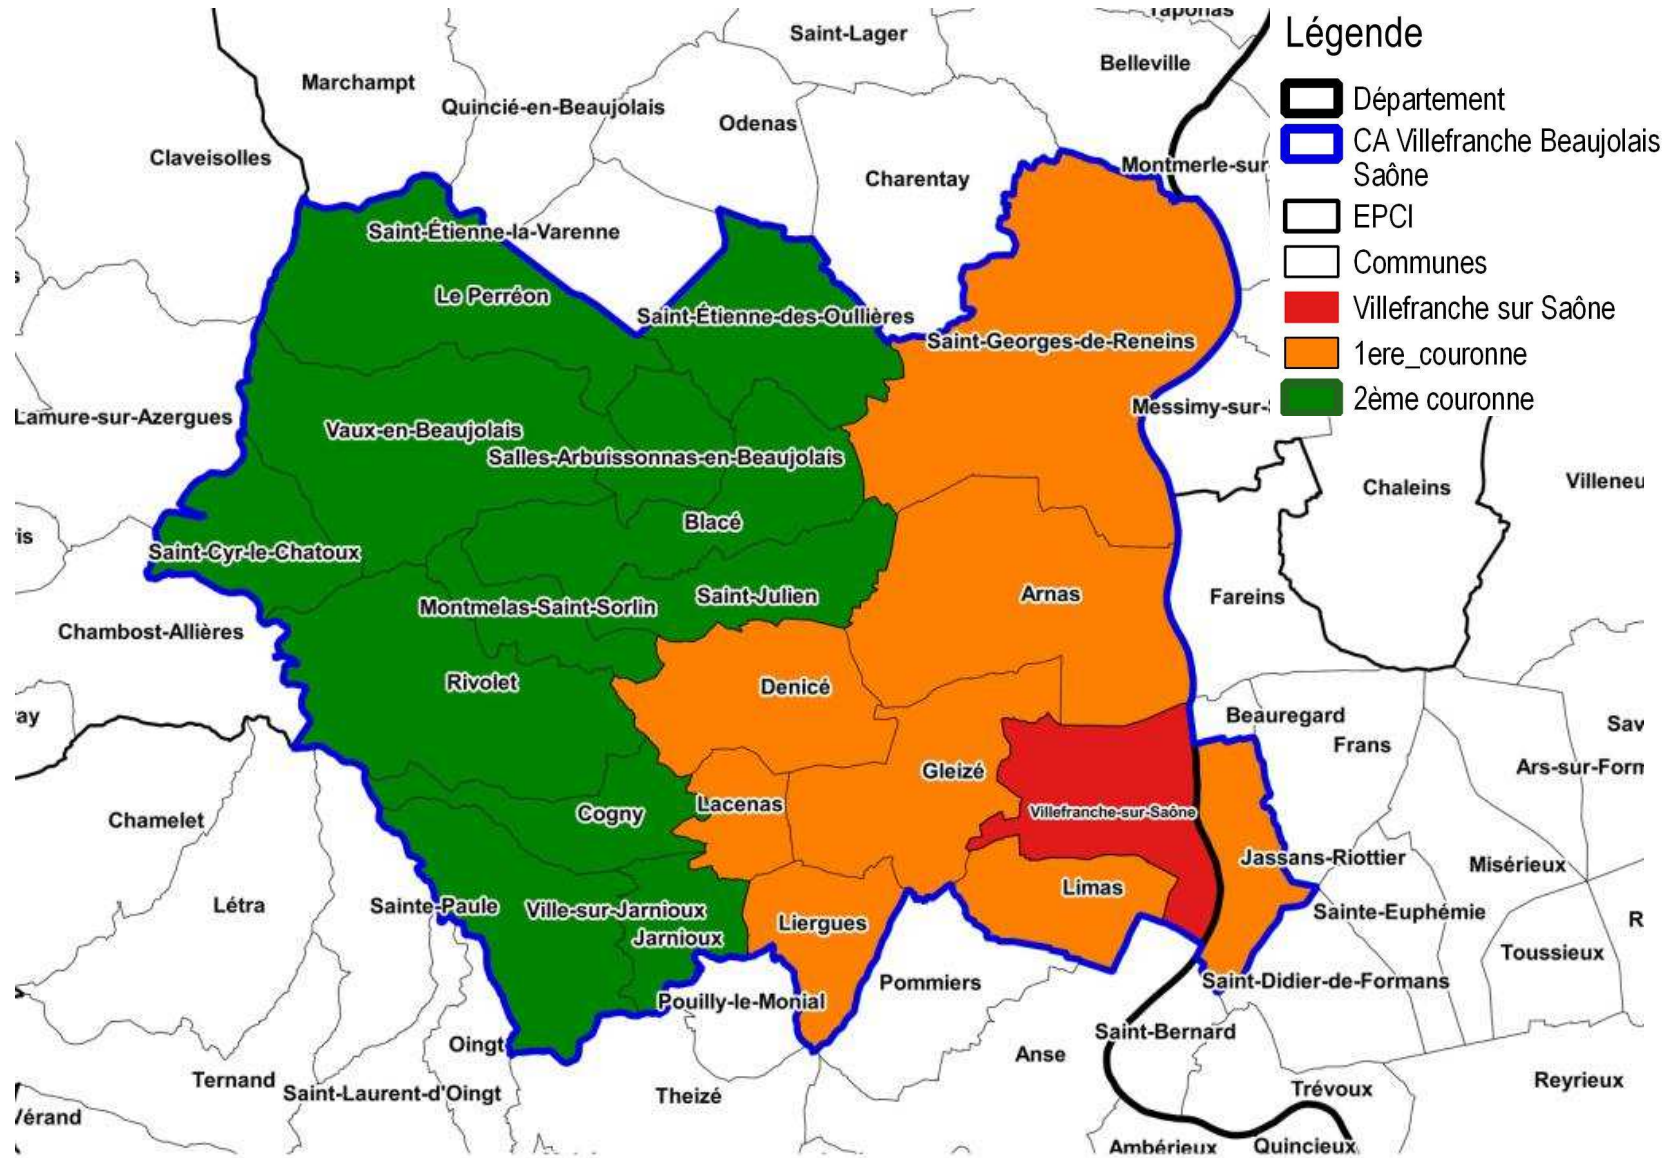 Taponas
Saint-Lager
Légende
Belleville
Marchampt
Département
Quincié-en-Beaujolais
Odenas
CA Villefranche Beaujolais
Saône
Claveisolles
Montmerle-sur-
Charentay
EPCI
Saint-Étienne-la-Varenne
Communes
Le Perréon
Saint-Étienne-des-Oullières
Villefranche sur Saône
Saint-Georges-de-Reneins
1ere_couronne
2ème couronne
Messimy-sur-
Lamure-sur-Azergues
Vaux-en-Beaujolais
Salles-Arbuissonnas-en-Beaujolais
Chaleins
Villeneu
Blacé
ris
Saint-Cyr-le-Chatoux
Arnas
Saint-Julien
Fareins
Montmelas-Saint-Sorlin
Chambost-Allières
Rivolet
Denicé
ay
Beauregard
Sav
Frans
Gleizé
Ars-sur-Form
Lacenas
Cogny
Villefranche-sur-Saône
Chamelet
Jassans-Riottier
Misérieux
Limas
Létra
Sainte-Paule
Ville-sur-Jarnioux
Sainte-Euphémie
R
Liergues
Jarnioux
Toussieux
Pommiers
Saint-Didier-de-Formans
Pouilly-le-Monial
Saint-Bernard
Oingt
Anse
Ternand
Saint-Laurent-d'Oingt
Theizé
Trévoux
Reyrieux
Vérand
Ambérieux
Quincieux